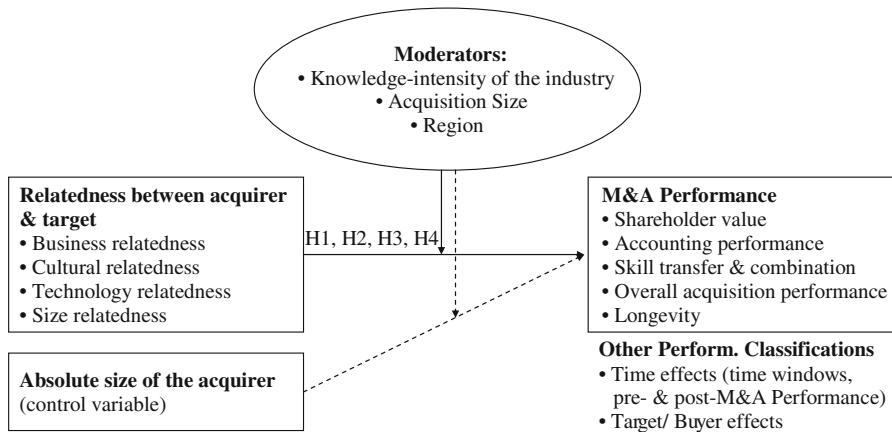 Moderators:
• Knowledge-intensity of the industry
• Acquisition Size
• Region
Relatedness between acquirer
& target
• Business relatedness
• Cultural relatedness
• Technology relatedness
• Size relatedness
H1, H2, H3, H4
M&A Performance
• Shareholder value
• Accounting performance
• Skill transfer & combination
• Overall acquisition performance
• Longevity
Absolute size of the acquirer
(control variable)
Other Perform. Classifications
• Time effects (time windows,
pre- & post-M&A Performance)
• Target/ Buyer effects